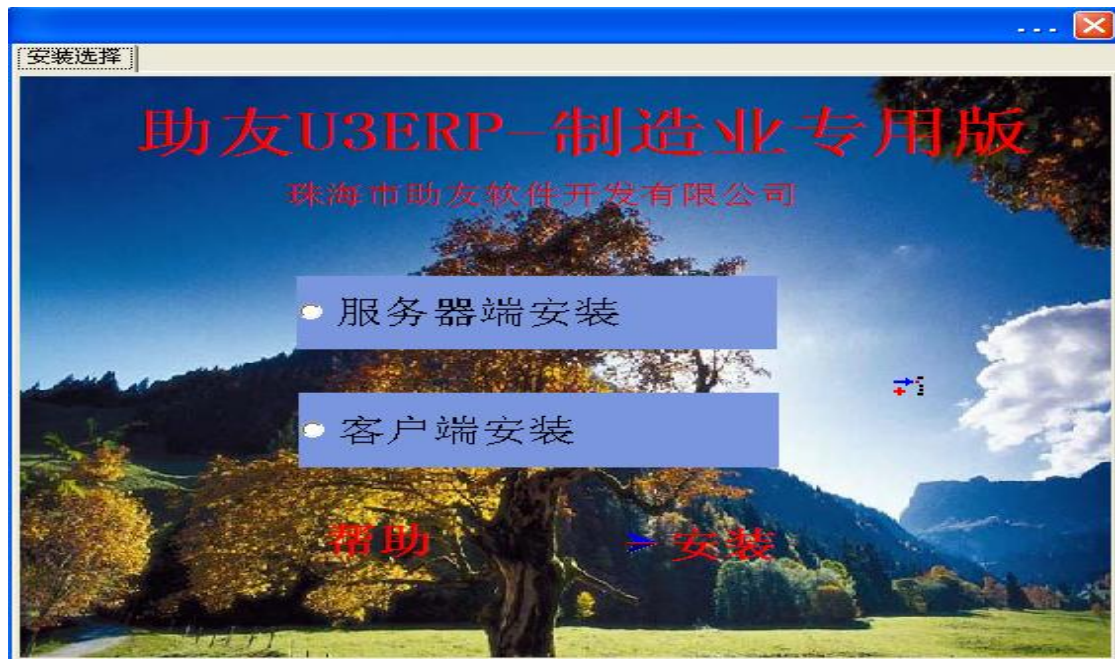 ...
安装选择
助友U3ERP-制造业专用版
珠海市助友软件开发有限公司
服务器端安装
客户端安装
帮助 安装